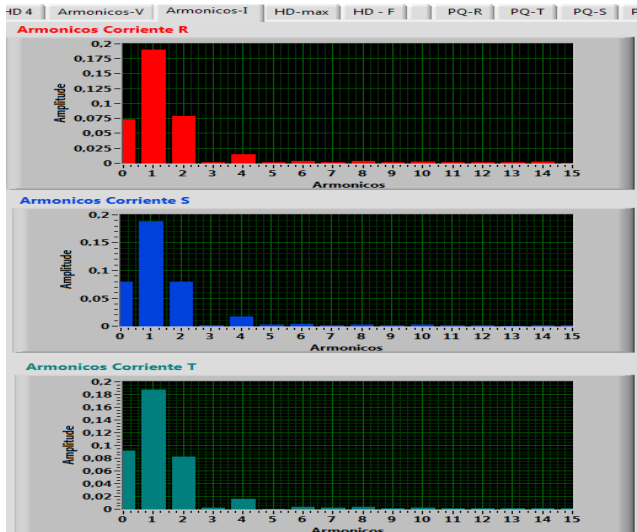 HD 4 Armonicos-V Armonicos-I HD-max HD - F PQ-R PQ-T PQ-S
Armonicos Corriente R
Amplitude
0,2
0,175
0,15
0,125
0,1
0,075
0,05
0,025
0
0 1 2 3 4 5 6 7 8 9 10 11 12 13 14 15
Armonicos
Armonicos Corriente S
Amplitude
0,2
0,15
0,1
0,05
0
0 1 2 3 4 5 6 7 8 9 10 11 12 13 14 15
Armonicos
Armonicos Corriente T
Amplitude
0,2
0,18
0,16
0,14
0,12
0,1
0,08
0,06
0,04
0,02
0
0 1 2 3 4 5 6 7 8 9 10 11 12 13 14 15
Armonicos